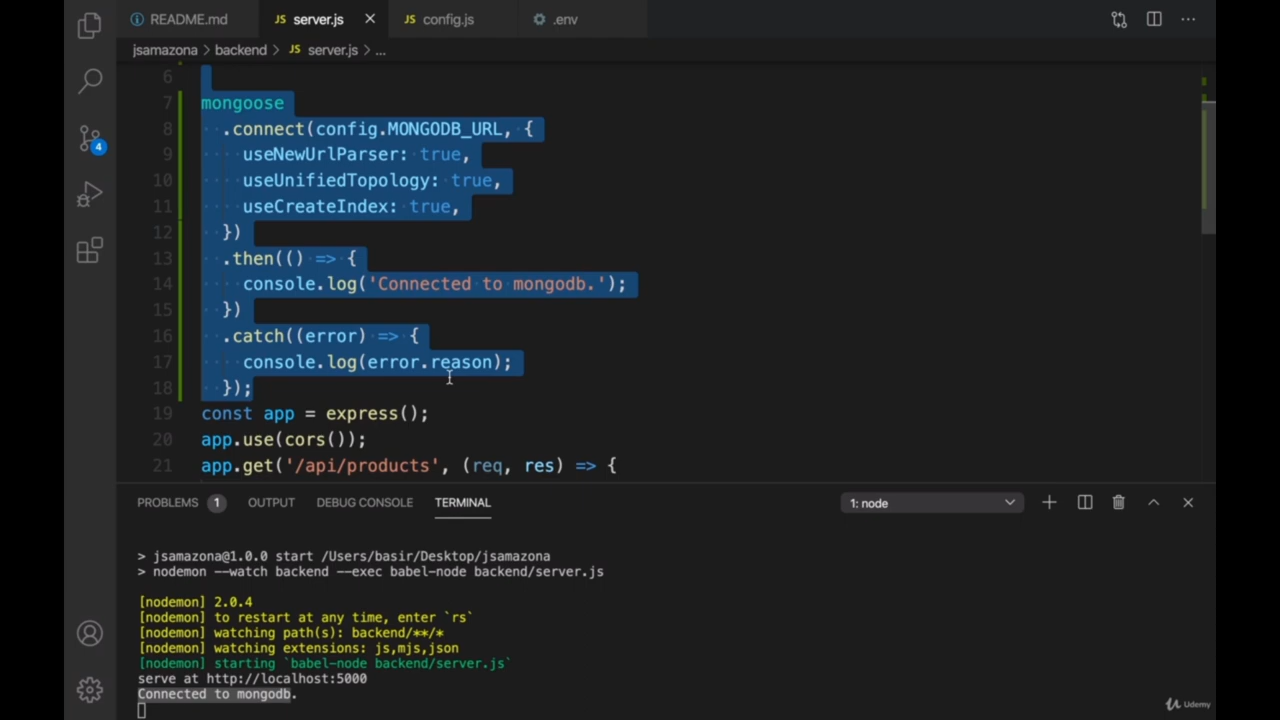 README.md
JS server.js
JS config.js
.env
jsamazona > backend > JS server.js > ...
6
7 mongoose
8 .connect(config.MONGODB_URL, {
9 useNewUrlParser: true,
10 useUnifiedTopology: true,
11 useCreateIndex: true,
12 })
13 .then(() => {
14 console.log('Connected to mongodb.');
15 })
16 .catch((error) => {
17 console.log(error.reason);
18 });
19 const app = express();
20 app.use(cors());
21 app.get('/api/products', (req, res) => {
4
PROBLEMS 1 OUTPUT DEBUG CONSOLE TERMINAL 1: node
> jsamazona@1.0.0 start /Users/basir/Desktop/jsamazona
> nodemon --watch backend --exec babel-node backend/server.js
[nodemon] 2.0.4
[nodemon] to restart at any time, enter `rs`
[nodemon] watching path(s): backend/**/*
[nodemon] watching extensions: js,mjs,json
[nodemon] starting `babel-node backend/server.js`
serve at http://localhost:5000
Connected to mongodb.
Udemy